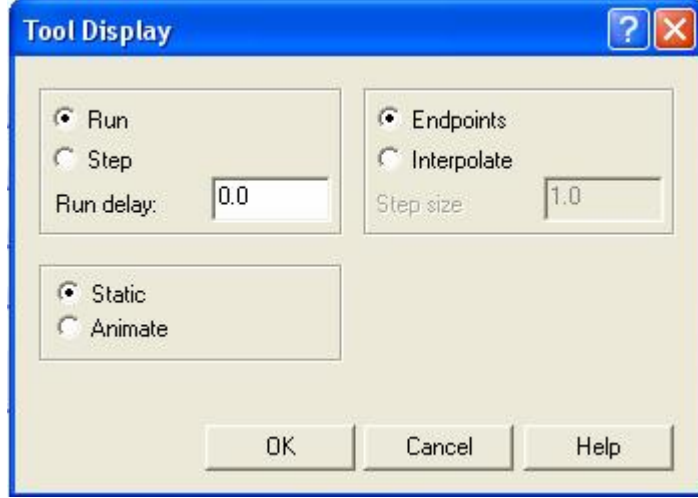 Tool Display
Run
Step
Run delay: 0.0
Endpoints
Interpolate
Step size 1.0
Static
Animate
OK Cancel Help